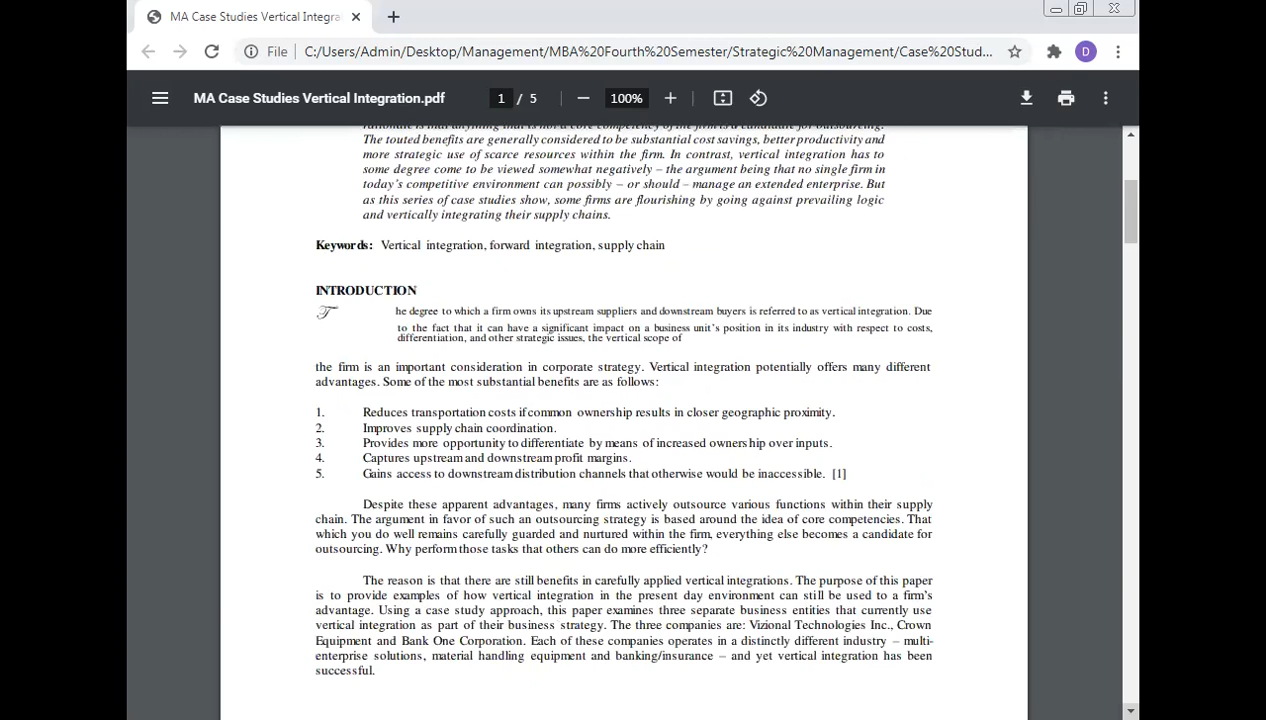 MA Case Studies Vertical Integra
File
C:/Users/Admin/Desktop/Management/MBA%20Fourth%20Semester/Strategic%20Management/Case%20Stud...
D
MA Case Studies Vertical Integration.pdf
1 / 5
100%
rationale is that anything that is not a core competency of the firm is a candidate for outsourcing.
The touted benefits are generally considered to be substantial cost savings, better productivity and
more strategic use of scarce resources within the firm. In contrast, vertical integration has to
some degree come to be viewed somewhat negatively – the argument being that no single firm in
today's competitive environment can possibly – or should – manage an extended enterprise. But
as this series of case studies show, some firms are flourishing by going against prevailing logic
and vertically integrating their supply chains.
Keywords: Vertical integration, forward integration, supply chain
INTRODUCTION
T he degree to which a firm owns its upstream suppliers and downstream buyers is referred to as vertical integration. Due
to the fact that it can have a significant impact on a business unit's position in its industry with respect to costs,
differentiation, and other strategic issues, the vertical scope of
the firm is an important consideration in corporate strategy. Vertical integration potentially offers many different
advantages. Some of the most substantial benefits are as follows:
1. Reduces transportation costs if common ownership results in closer geographic proximity.
2. Improves supply chain coordination.
3. Provides more opportunity to differentiate by means of increased ownership over inputs.
4. Captures upstream and downstream profit margins.
5. Gains access to downstream distribution channels that otherwise would be inaccessible. [1]
Despite these apparent advantages, many firms actively outsource various functions within their supply
chain. The argument in favor of such an outsourcing strategy is based around the idea of core competencies. That
which you do well remains carefully guarded and nurtured within the firm, everything else becomes a candidate for
outsourcing. Why perform those tasks that others can do more efficiently?
The reason is that there are still benefits in carefully applied vertical integrations. The purpose of this paper
is to provide examples of how vertical integration in the present day environment can still be used to a firm's
advantage. Using a case study approach, this paper examines three separate business entities that currently use
vertical integration as part of their business strategy. The three companies are: Vizional Technologies Inc., Crown
Equipment and Bank One Corporation. Each of these companies operates in a distinctly different industry – multi-
enterprise solutions, material handling equipment and banking/insurance – and yet vertical integration has been
successful.